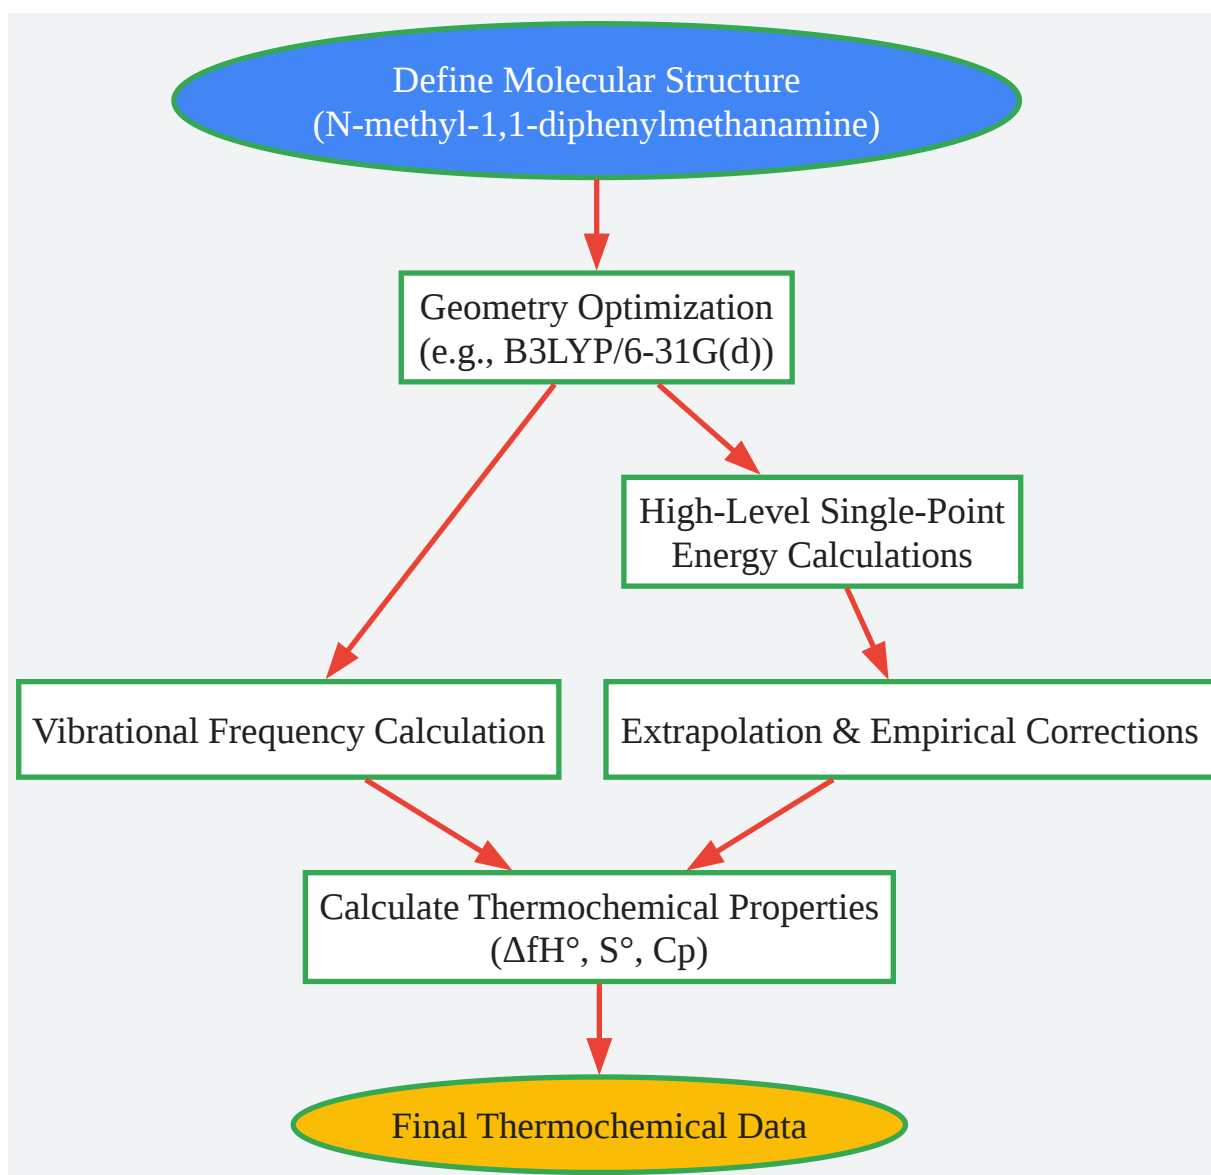 Define Molecular Structure
(N-methyl-1,1-diphenylmethanamine)
Geometry Optimization
(e.g., B3LYP/6-31G(d))
High-Level Single-Point
Energy Calculations
Vibrational Frequency Calculation
Extrapolation & Empirical Corrections
Calculate Thermochemical Properties
(ΔfH°, S°, Cp)
Final Thermochemical Data